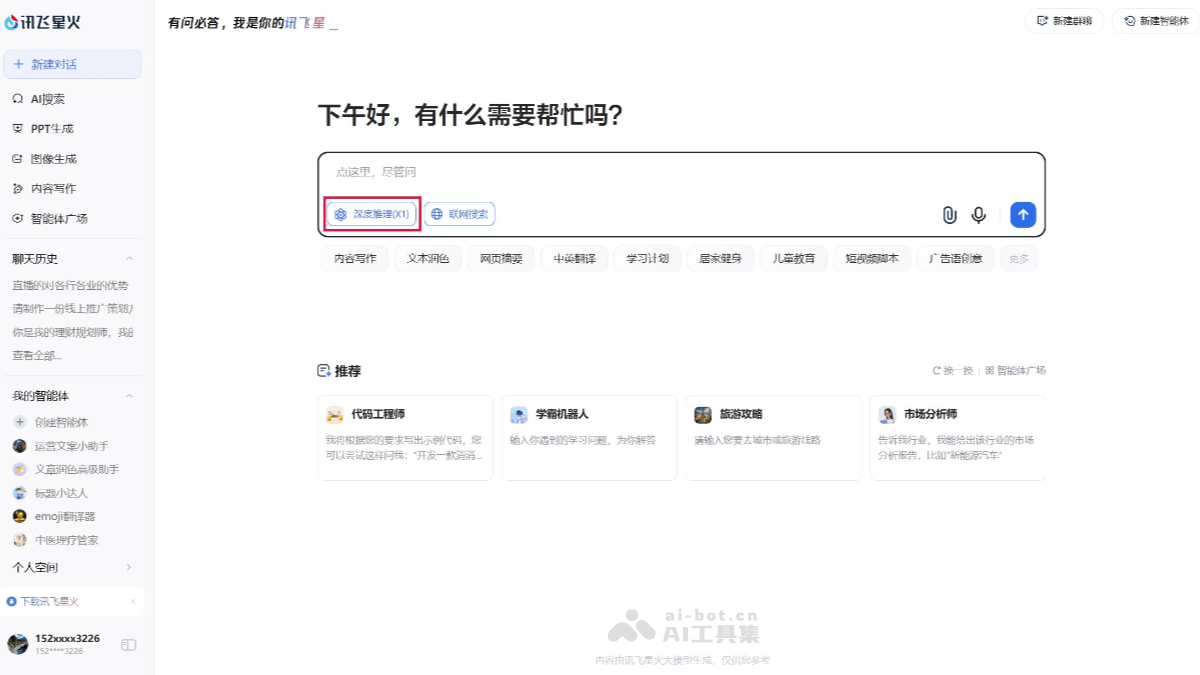 讯飞星火
有问必答，我是你的讯飞星 _
新建群聊
新建智能体
新建对话
AI搜索
PPT生成
图像生成
内容写作
智能体广场
聊天历史
直播的对各行各业的优势
请制作一份线上推广策划
你是我的理财规划师，我
查看全部...
我的智能体
创建智能体
运营文案小助手
文章润色高级助手
标题小达人
emoji翻译器
中医理疗管家
个人空间
下载讯飞星火
152xxxx3226
152****3226
下午好，有什么需要帮忙吗？
点这里，尽管问
深度推理(X1)
联网搜索
内容写作
文本润色
网页摘要
中英翻译
学习计划
居家健身
儿童教育
短视频脚本
广告语创意
更多
推荐
换一换
智能体广场
代码工程师
我将根据您的要求写出示例代码，您
可以尝试这样问我："开发一款消消...
学霸机器人
输入你遇到的学习问题，为你解答
旅游攻略
请输入您要去城市或旅游线路
市场分析师
告诉我行业，我能给出该行业的市场
分析报告，比如"新能源汽车"
ai-bot.cn
AI工具集
内容由讯飞星火大模型生成，仅供您参考